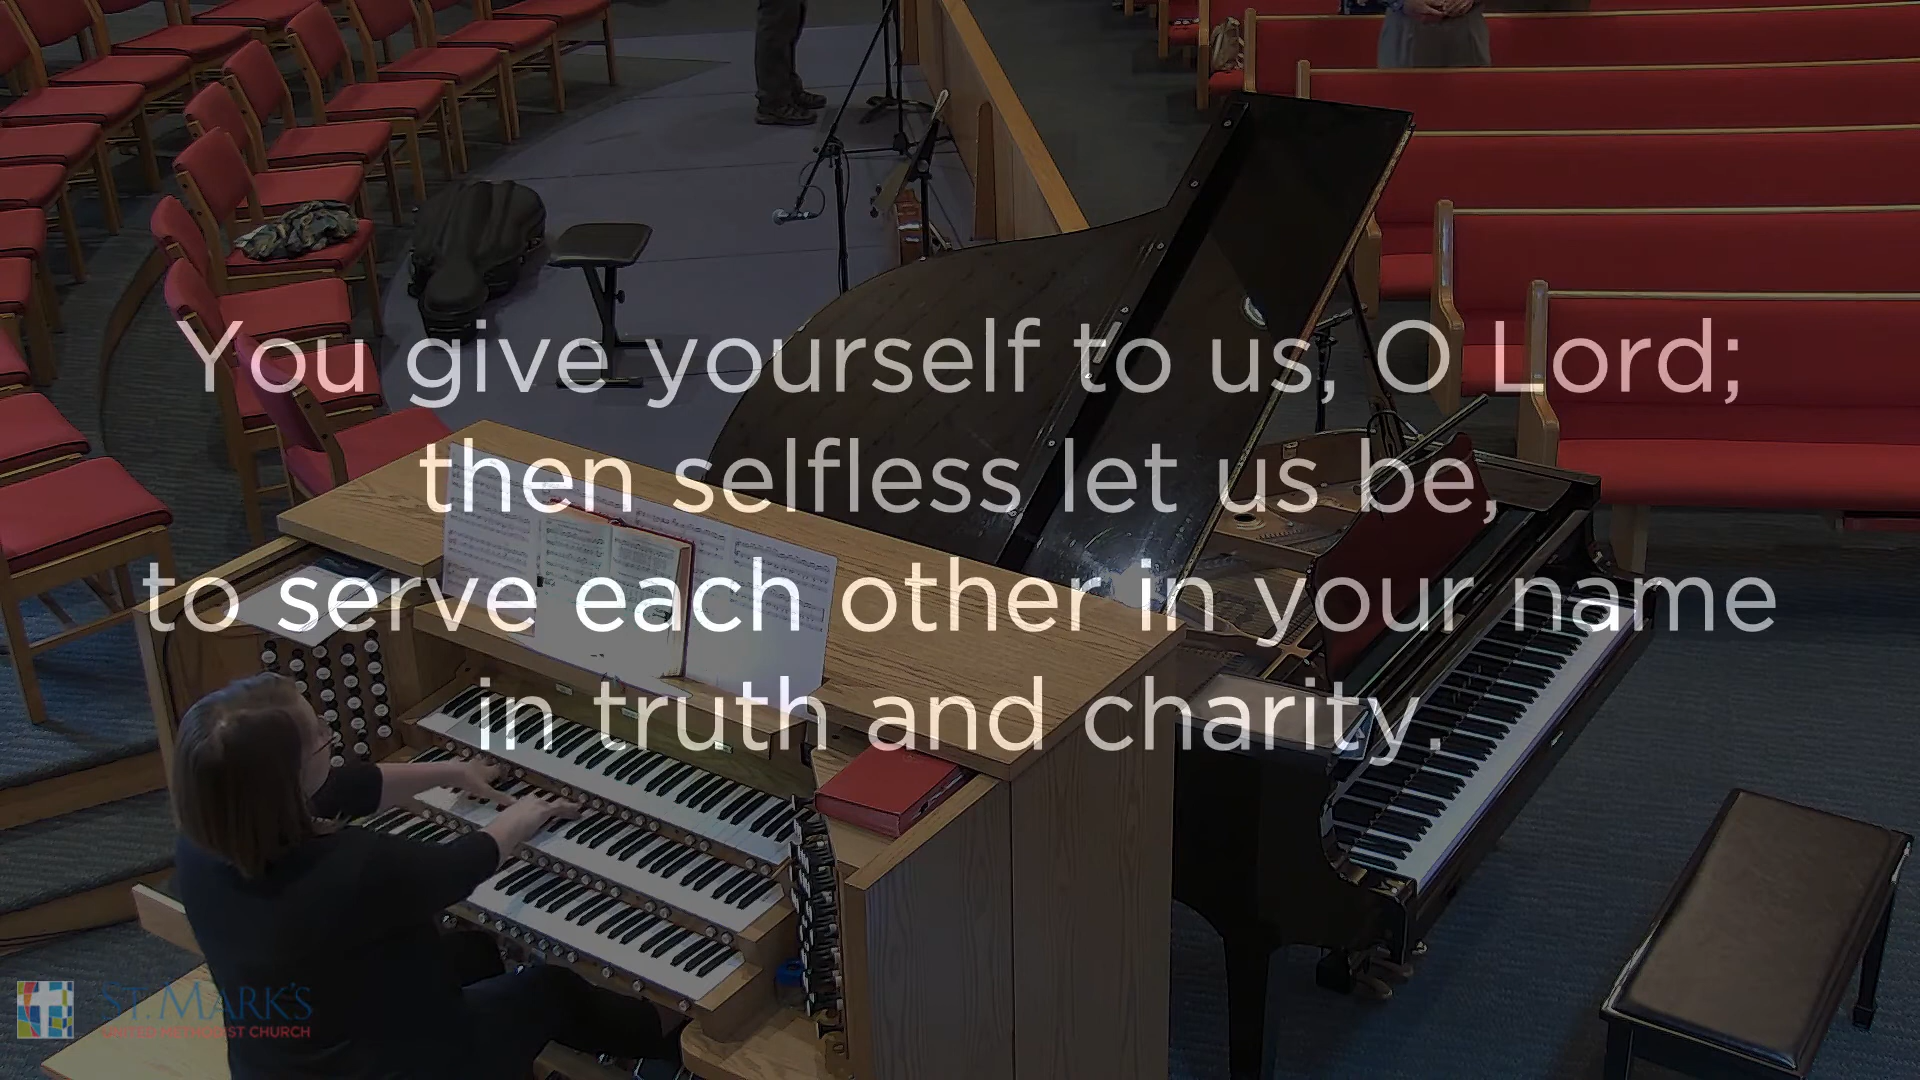 You give yourself to us, O Lord;
then selfless let us be,
to serve each other in your name
in truth and charity.
ST. MARK'S
UNITED METHODIST CHURCH